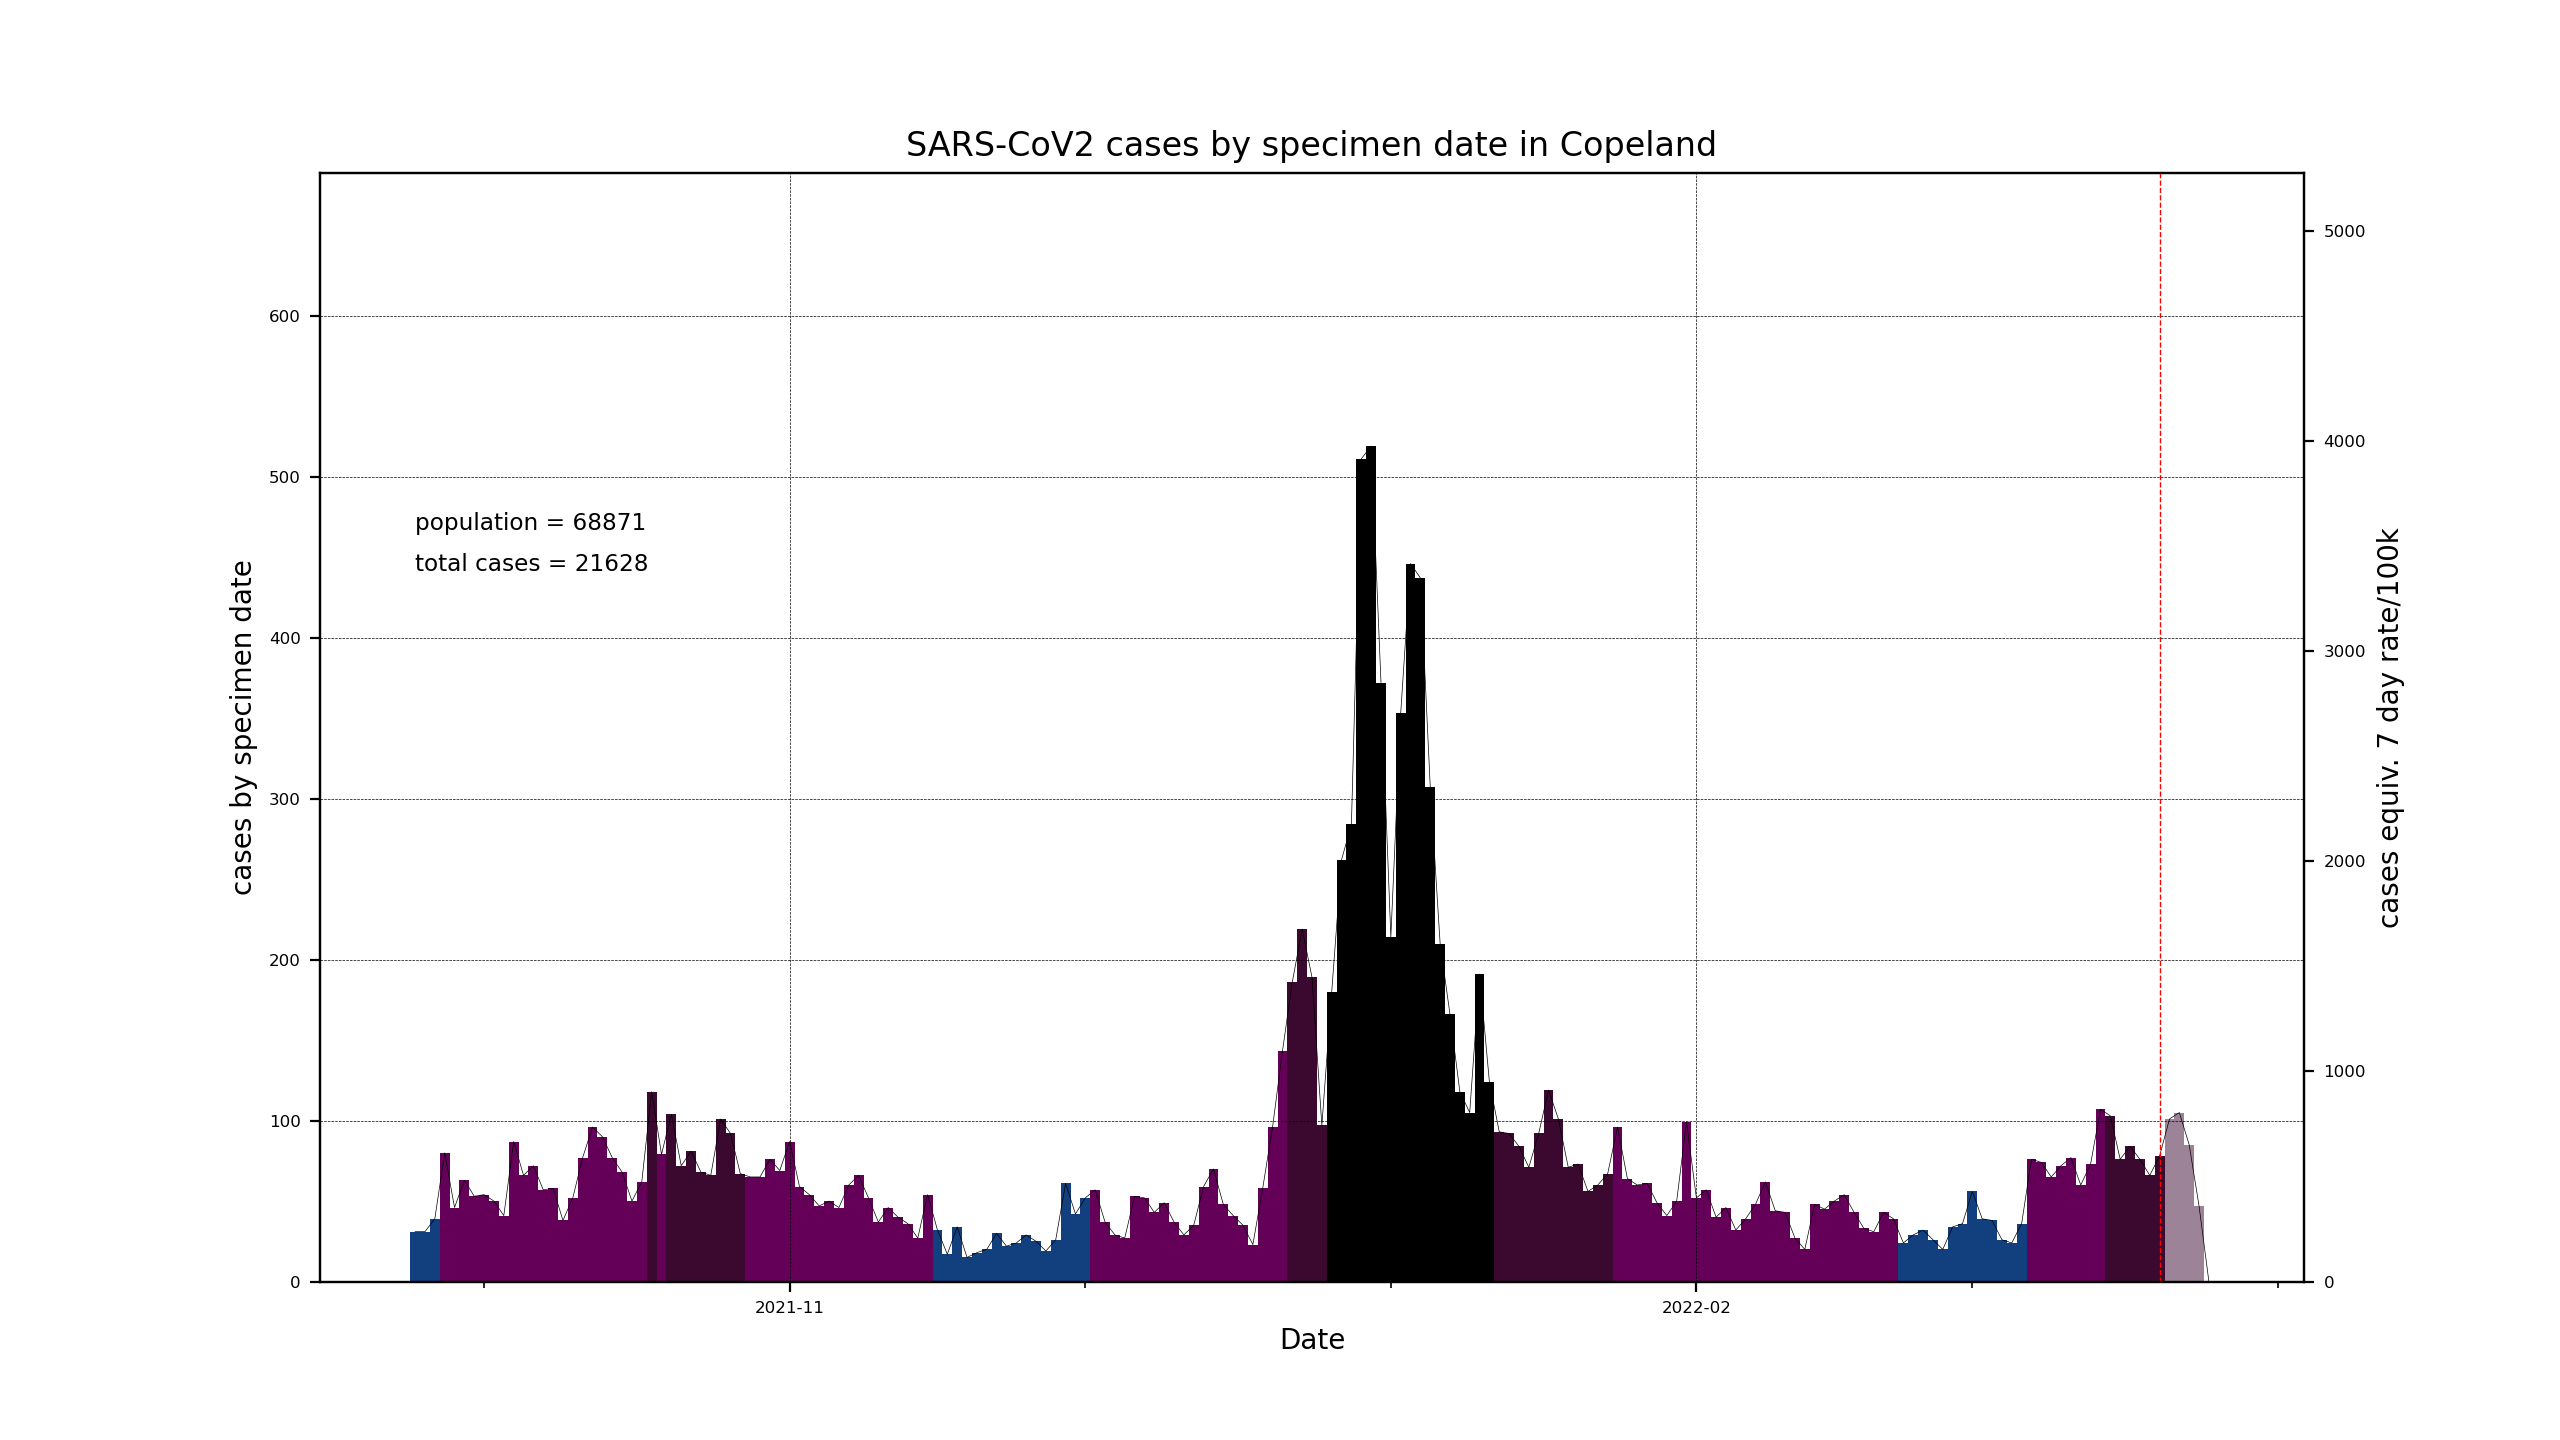 SARS-CoV2 cases by specimen date in Copeland
population = 68871
total cases = 21628
cases by specimen date
600
500
400
300
200
100
0
5000
4000
3000
2000
1000
0
cases equiv. 7 day rate/100k
2021-11
2022-02
Date